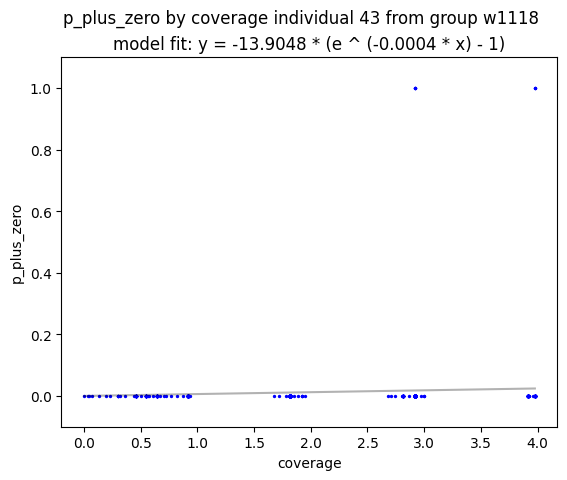 p_plus_zero by coverage individual 43 from group w1118
model fit: y = -13.9048 * (e ^ (-0.0004 * x) - 1)
1.0
0.8
0.6
0.4
0.2
0.0
p_plus_zero
0.0 0.5 1.0 1.5 2.0 2.5 3.0 3.5 4.0
coverage